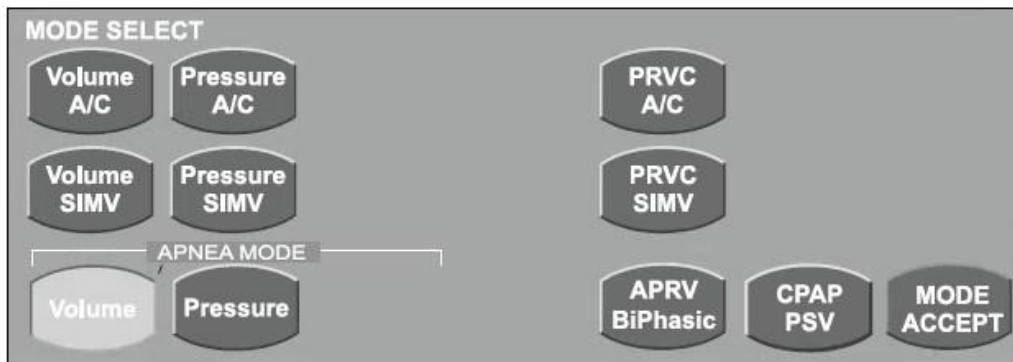 MODE SELECT
Volume
A/C
Pressure
A/C
PRVC
A/C
Volume
SIMV
Pressure
SIMV
PRVC
SIMV
APNEA MODE
Volume
Pressure
APRV
BiPhasic
CPAP
PSV
MODE
ACCEPT